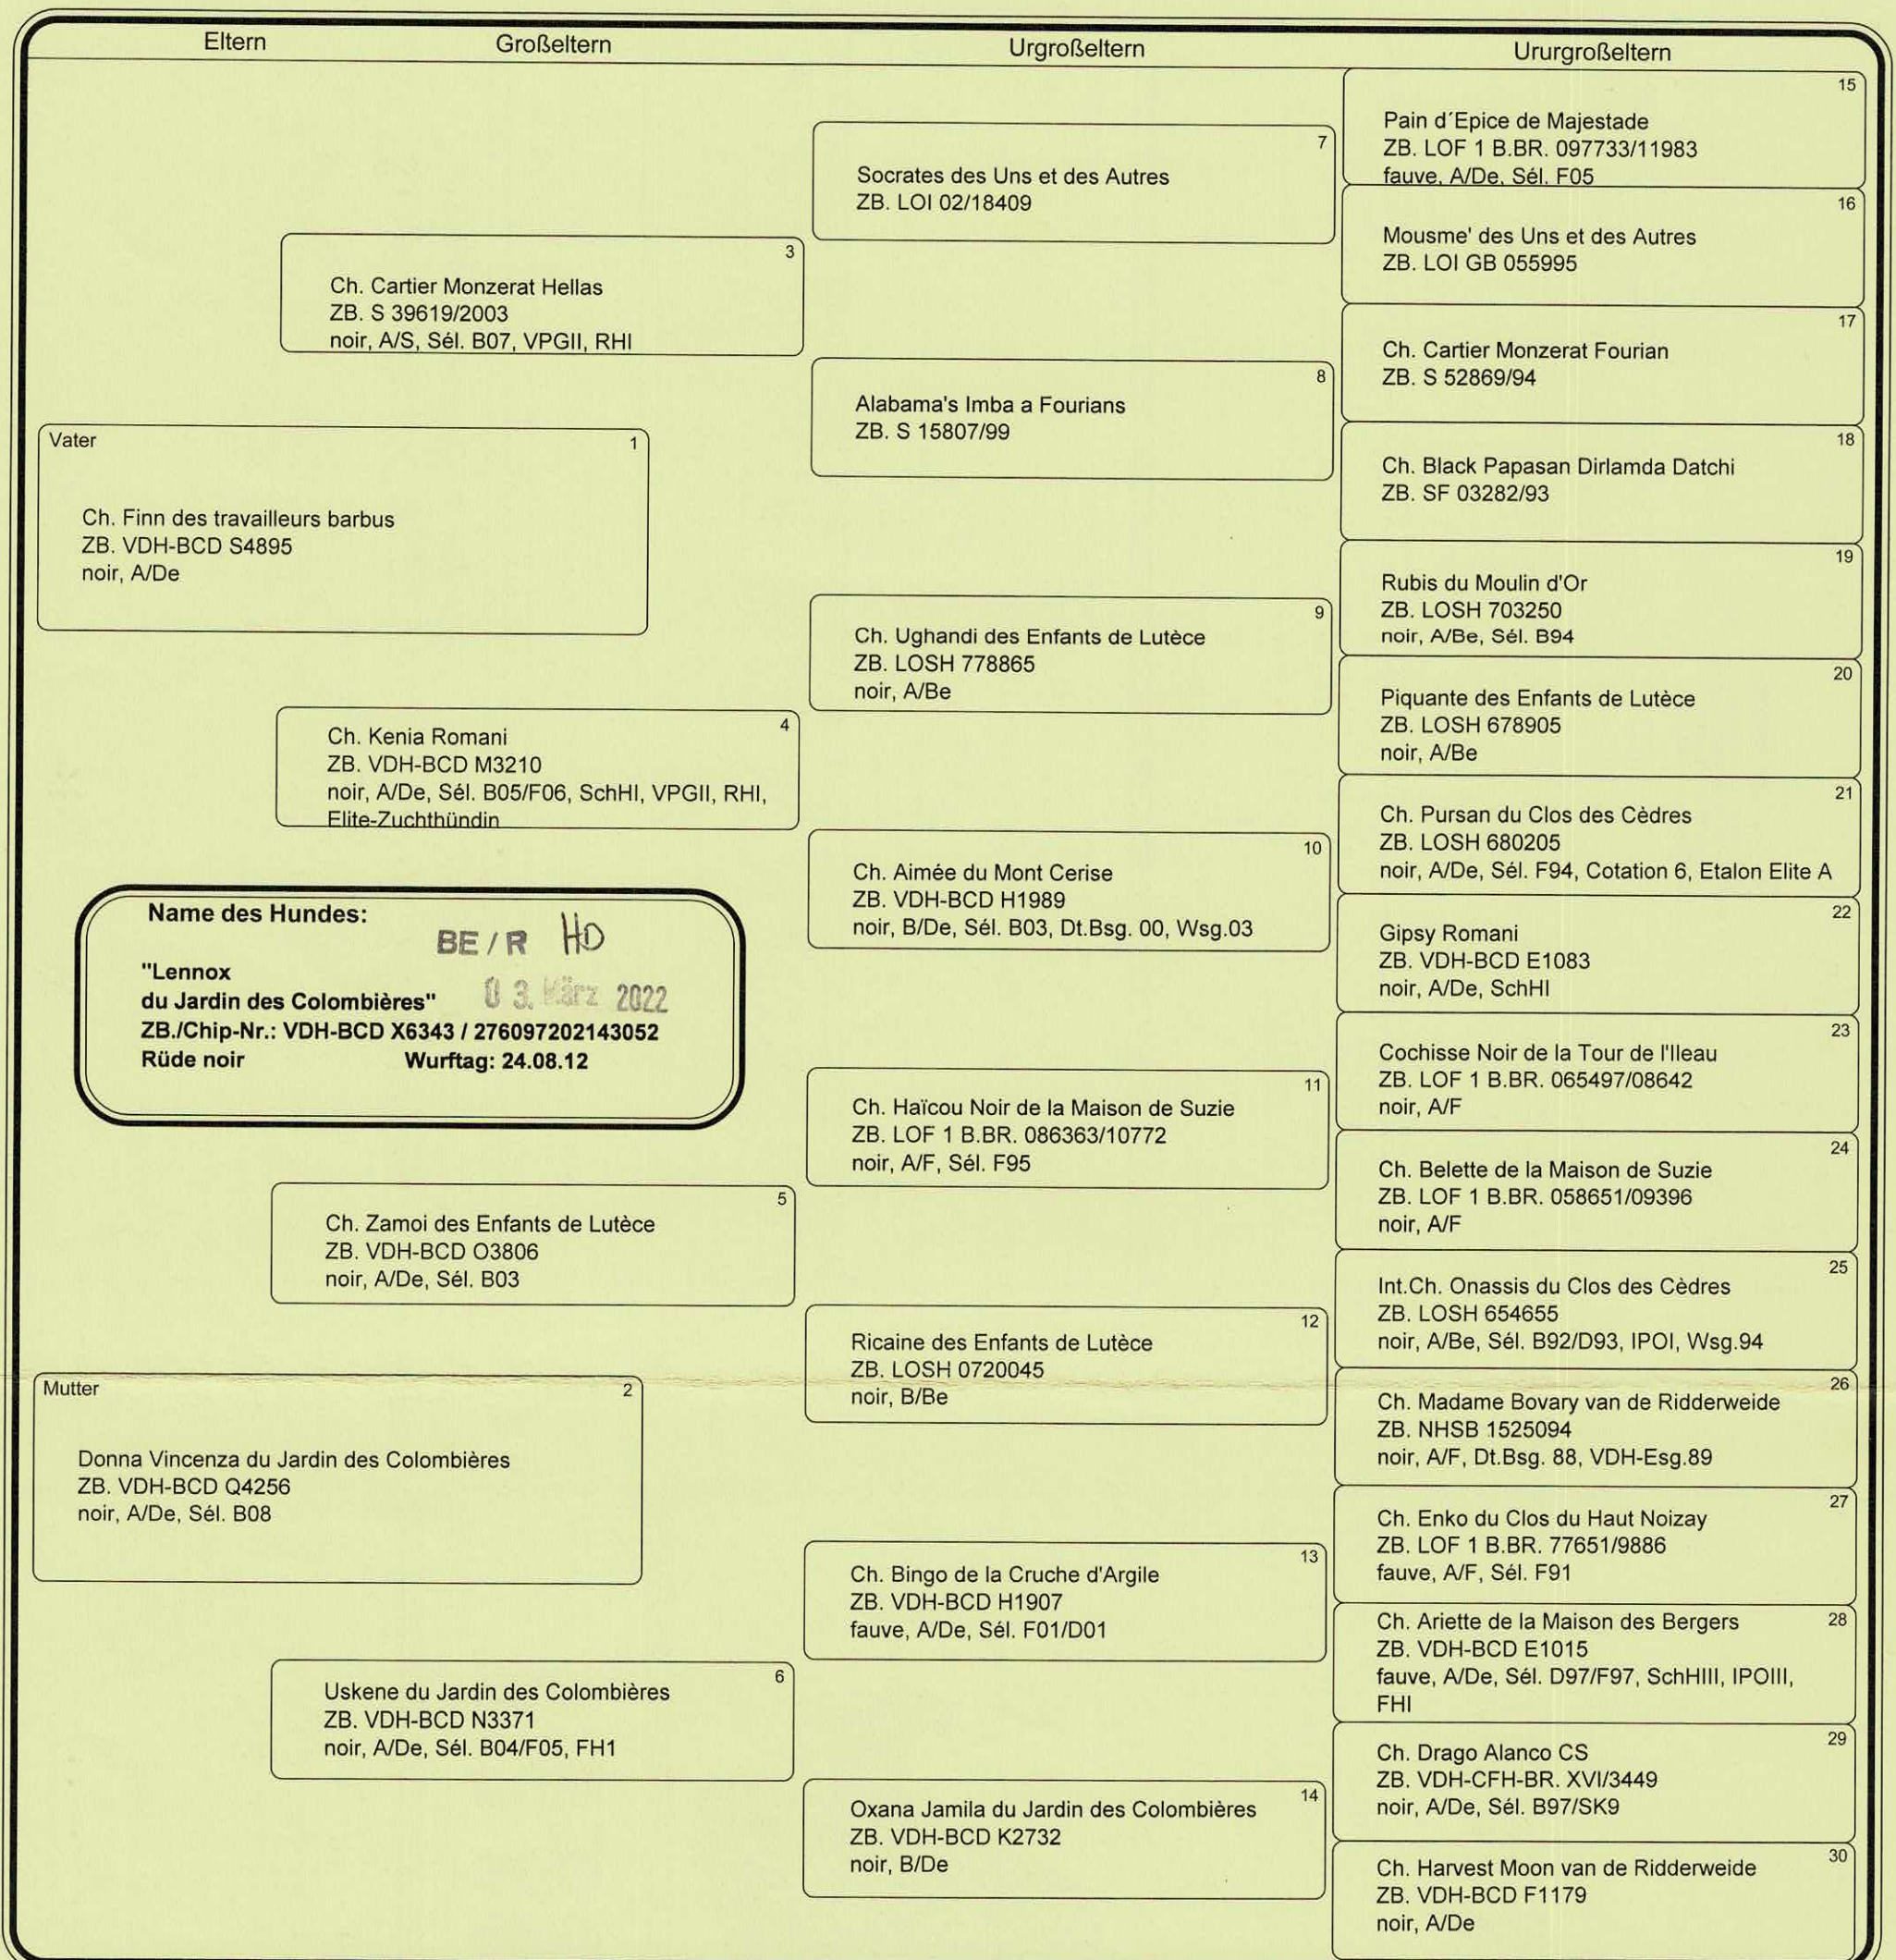 Eltern
Großeltern
Urgroßeltern
Ururgroßeltern
Vater
1
Ch. Finn des travailleurs barbus
ZB. VDH-BCD S4895
noir, A/De
Name des Hundes:
BE / R HD
"Lennox
du Jardin des Colombières"
03. März 2022
ZB./Chip-Nr.: VDH-BCD X6343 / 276097202143052
Rüde noir
Wurftag: 24.08.12
Mutter
2
Donna Vincenza du Jardin des Colombières
ZB. VDH-BCD Q4256
noir, A/De, Sél. B08
3
Ch. Cartier Monzerat Hellas
ZB. S 39619/2003
noir, A/S, Sél. B07, VPGII, RHI
4
Ch. Kenia Romani
ZB. VDH-BCD M3210
noir, A/De, Sél. B05/F06, SchHI, VPGII, RHI,
Elite-Zuchthündin
5
Ch. Zamoi des Enfants de Lutèce
ZB. VDH-BCD O3806
noir, A/De, Sél. B03
6
Uskene du Jardin des Colombières
ZB. VDH-BCD N3371
noir, A/De, Sél. B04/F05, FH1
7
Socrates des Uns et des Autres
ZB. LOI 02/18409
8
Alabama's Imba a Fourians
ZB. S 15807/99
9
Ch. Ughandi des Enfants de Lutèce
ZB. LOSH 778865
noir, A/Be
10
Ch. Aimée du Mont Cerise
ZB. VDH-BCD H1989
noir, B/De, Sél. B03, Dt.Bsg. 00, Wsg.03
11
Ch. Haïcou Noir de la Maison de Suzie
ZB. LOF 1 B.BR. 086363/10772
noir, A/F, Sél. F95
12
Ricaine des Enfants de Lutèce
ZB. LOSH 0720045
noir, B/Be
13
Ch. Bingo de la Cruche d'Argile
ZB. VDH-BCD H1907
fauve, A/De, Sél. F01/D01
14
Oxana Jamila du Jardin des Colombières
ZB. VDH-BCD K2732
noir, B/De
15
Pain d´Epice de Majestade
ZB. LOF 1 B.BR. 097733/11983
fauve, A/De, Sél. F05
16
Mousme' des Uns et des Autres
ZB. LOI GB 055995
17
Ch. Cartier Monzerat Fourian
ZB. S 52869/94
18
Ch. Black Papasan Dirlamda Datchi
ZB. SF 03282/93
19
Rubis du Moulin d'Or
ZB. LOSH 703250
noir, A/Be, Sél. B94
20
Piquante des Enfants de Lutèce
ZB. LOSH 678905
noir, A/Be
21
Ch. Pursan du Clos des Cèdres
ZB. LOSH 680205
noir, A/De, Sél. F94, Cotation 6, Etalon Elite A
22
Gipsy Romani
ZB. VDH-BCD E1083
noir, A/De, SchHI
23
Cochisse Noir de la Tour de l'Ileau
ZB. LOF 1 B.BR. 065497/08642
noir, A/F
24
Ch. Belette de la Maison de Suzie
ZB. LOF 1 B.BR. 058651/09396
noir, A/F
25
Int.Ch. Onassis du Clos des Cèdres
ZB. LOSH 654655
noir, A/Be, Sél. B92/D93, IPOI, Wsg.94
26
Ch. Madame Bovary van de Ridderweide
ZB. NHSB 1525094
noir, A/F, Dt.Bsg. 88, VDH-Esg.89
27
Ch. Enko du Clos du Haut Noizay
ZB. LOF 1 B.BR. 77651/9886
fauve, A/F, Sél. F91
28
Ch. Ariette de la Maison des Bergers
ZB. VDH-BCD E1015
fauve, A/De, Sél. D97/F97, SchHIII, IPOIII,
FHI
29
Ch. Drago Alanco CS
ZB. VDH-CFH-BR. XVI/3449
noir, A/De, Sél. B97/SK9
30
Ch. Harvest Moon van de Ridderweide
ZB. VDH-BCD F1179
noir, A/De